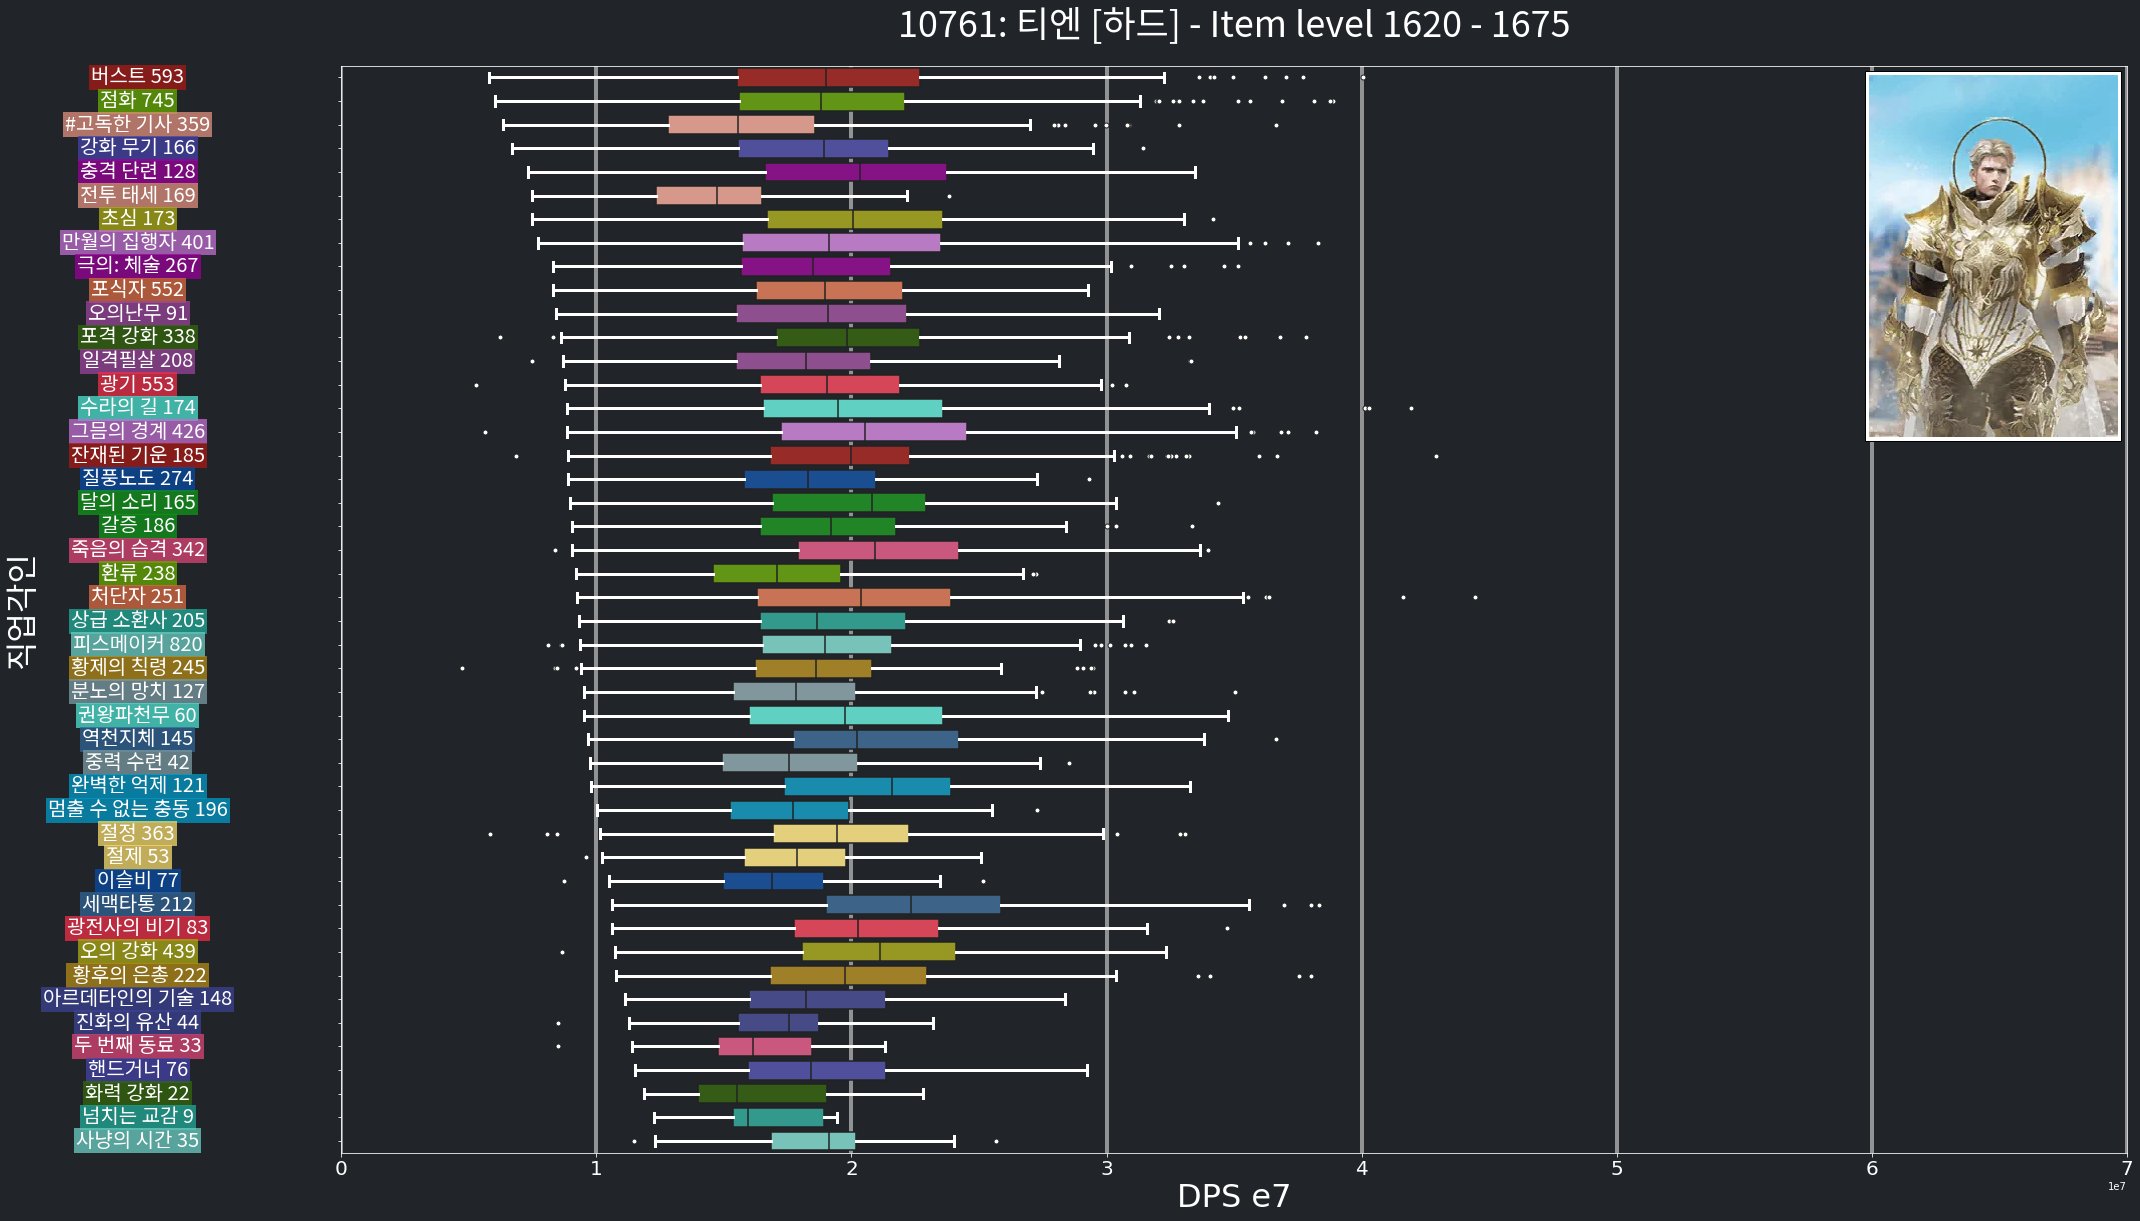 10761: 티엔 [하드] - Item level 1620 - 1675
버스트 593
점화 745
#고독한 기사 359
강화 무기 166
충격 단련 128
전투 태세 169
초심 173
만월의 집행자 401
극의: 체술 267
포식자 552
오의난무 91
포격 강화 338
일격필살 208
광기 553
수라의 길 174
그믐의 경계 426
잔재된 기운 185
질풍노도 274
달의 소리 165
갈증 186
죽음의 습격 342
환류 238
처단자 251
상급 소환사 205
피스메이커 820
황제의 칙령 245
분노의 망치 127
권왕파천무 60
역천지체 145
중력 수련 42
완벽한 억제 121
멈출 수 없는 충동 196
절정 363
절제 53
이슬비 77
세맥타통 212
광전사의 비기 83
오의 강화 439
황후의 은총 222
아르데타인의 기술 148
진화의 유산 44
두 번째 동료 33
핸드거너 76
화력 강화 22
넘치는 교감 9
사냥의 시간 35
직업각인
0 1 2 3 4 5 6 7
DPS e7
1e7